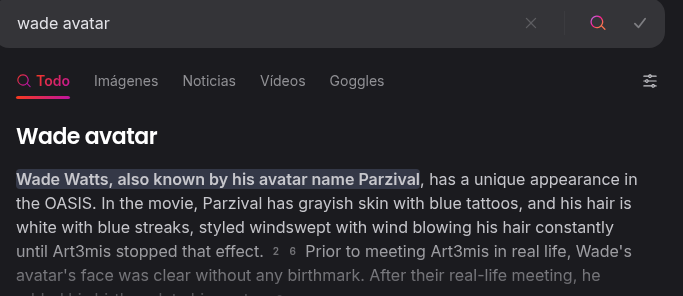 wade avatar
Todo Imágenes Noticias Vídeos Goggles
Wade avatar
Wade Watts, also known by his avatar name Parzival, has a unique appearance in
the OASIS. In the movie, Parzival has grayish skin with blue tattoos, and his hair is
white with blue streaks, styled windswept with wind blowing his hair constantly
until Art3mis stopped that effect. 2 6 Prior to meeting Art3mis in real life, Wade's
avatar's face was clear without any birthmark. After their real-life meeting, he